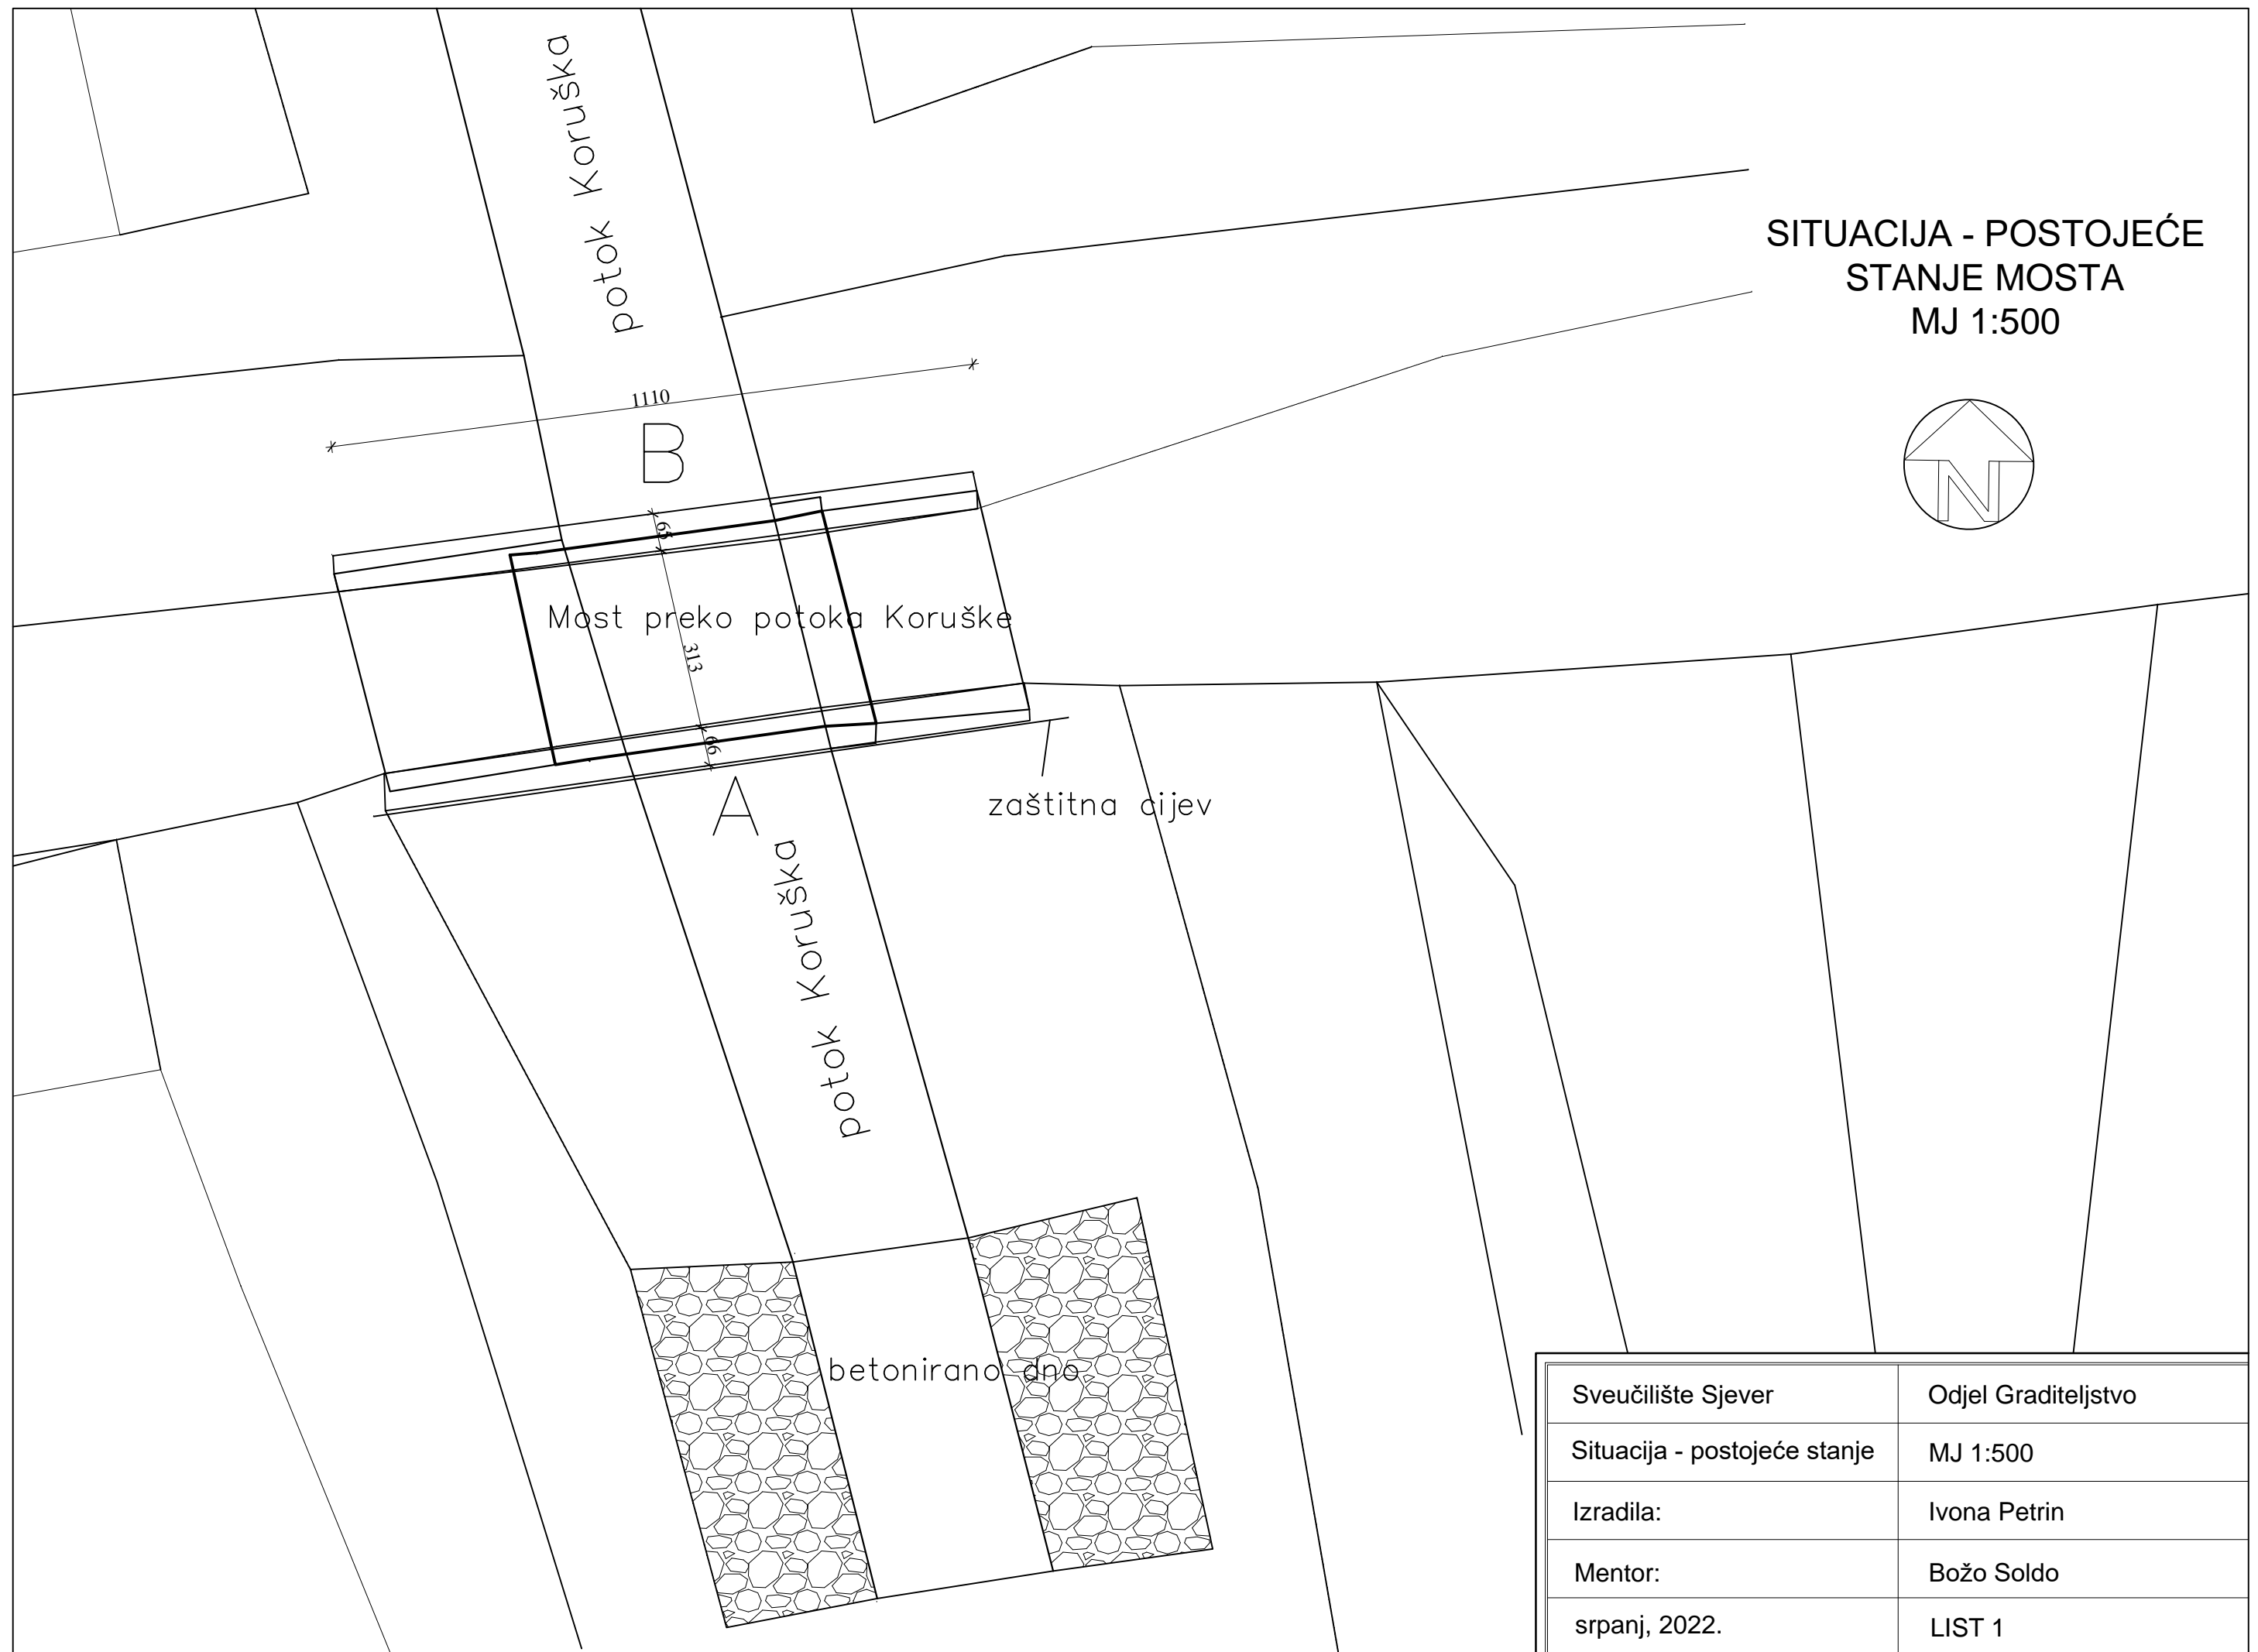 potok Koruška
SITUACIJA - POSTOJEĆE
STANJE MOSTA
MJ 1:500
N
1110
B
65
Most preko potoka Koruške
313
66
A
zaštitna cijev
potok Koruška
betonirano dno
Sveučilište Sjever
Odjel Graditeljstvo
Situacija - postojeće stanje
MJ 1:500
Izradila:
Ivona Petrin
Mentor:
Božo Soldo
srpanj, 2022.
LIST 1